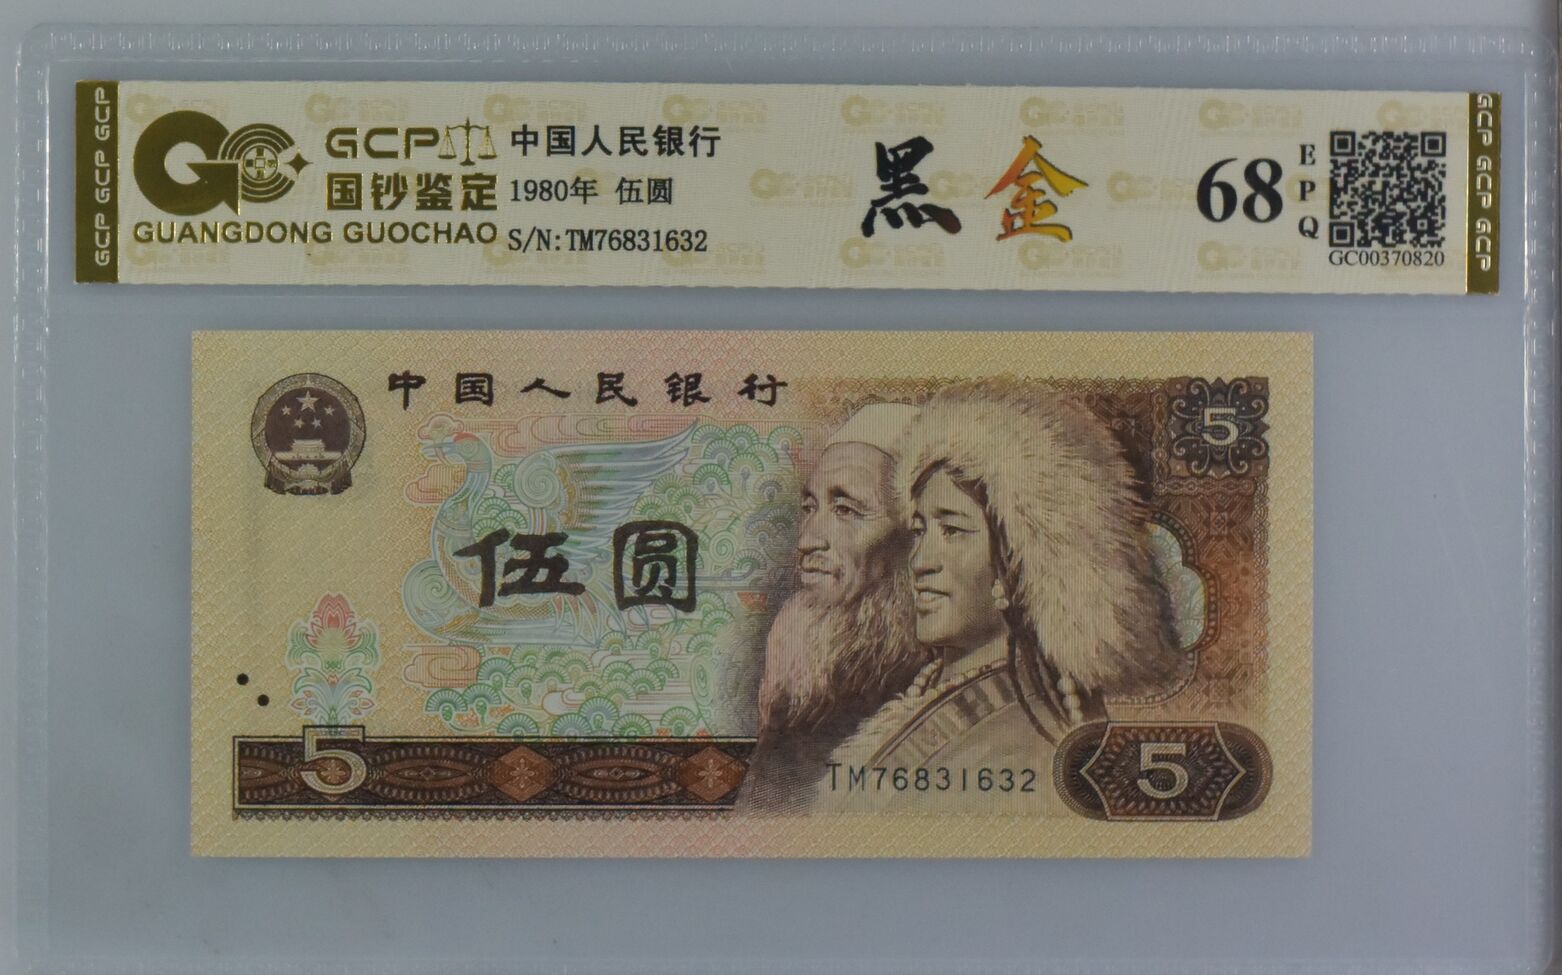 GCP GCP GCP
GCP
国钞鉴定
GUANGDONG GUOCHAO
中国人民银行
1980年 伍圆
S/N:TM76831632
黑金
68
EPQ
GC00370820
GCP GCP GCP
中国人民银行
5
伍圆
5
TM76831632
5